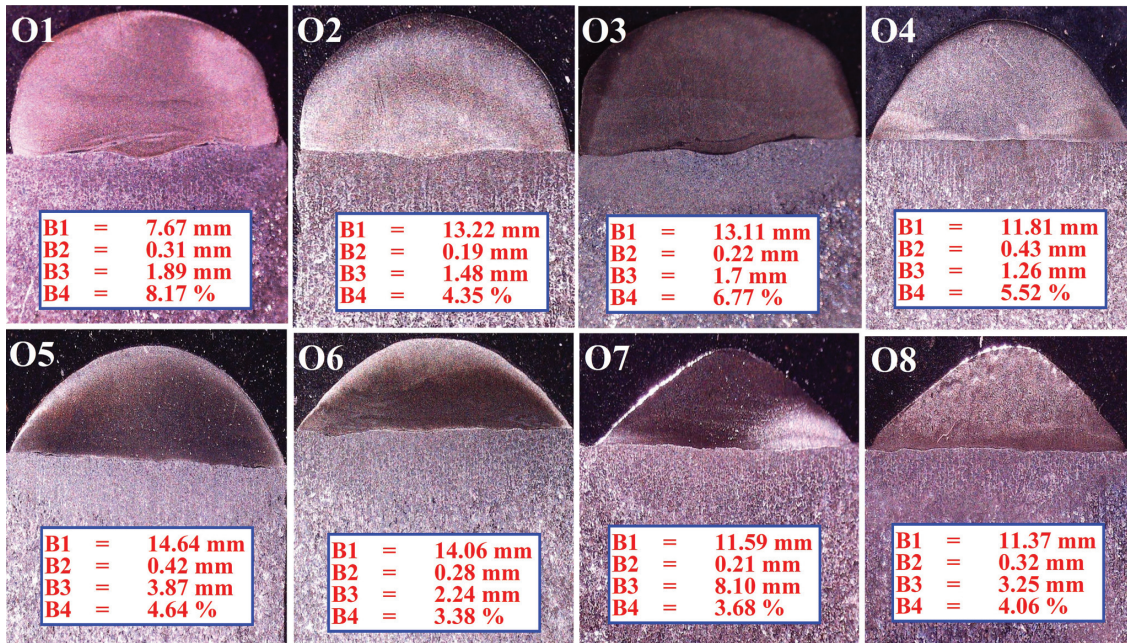 O1
B1 = 7.67 mm
B2 = 0.31 mm
B3 = 1.89 mm
B4 = 8.17 %
O2
B1 = 13.22 mm
B2 = 0.19 mm
B3 = 1.48 mm
B4 = 4.35 %
O3
B1 = 13.11 mm
B2 = 0.22 mm
B3 = 1.7 mm
B4 = 6.77 %
O4
B1 = 11.81 mm
B2 = 0.43 mm
B3 = 1.26 mm
B4 = 5.52 %
O5
B1 = 14.64 mm
B2 = 0.42 mm
B3 = 3.87 mm
B4 = 4.64 %
O6
B1 = 14.06 mm
B2 = 0.28 mm
B3 = 2.24 mm
B4 = 3.38 %
O7
B1 = 11.59 mm
B2 = 0.21 mm
B3 = 8.10 mm
B4 = 3.68 %
O8
B1 = 11.37 mm
B2 = 0.32 mm
B3 = 3.25 mm
B4 = 4.06 %